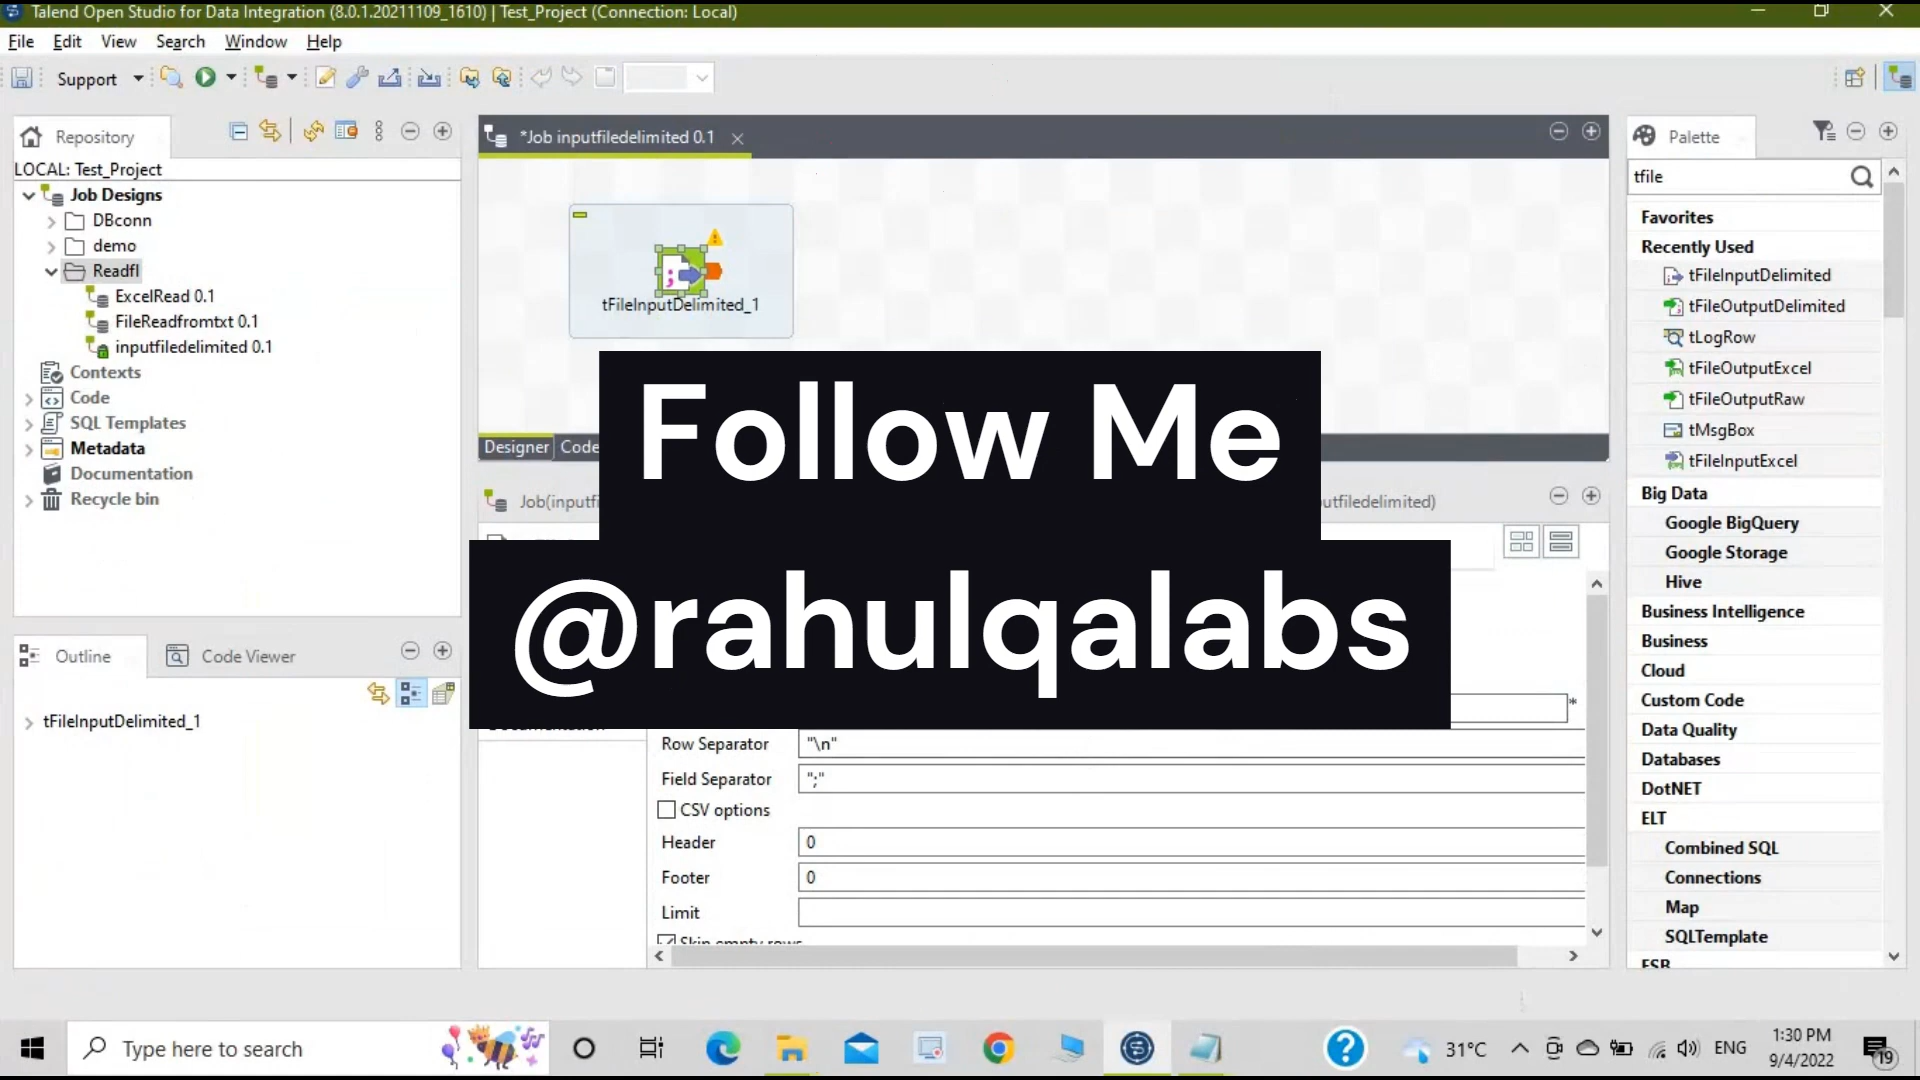 Talend Open Studio for Data Integration (8.0.1.20211109_1610) | Test_Project (Connection: Local)
File Edit View Search Window Help
Support
Repository
LOCAL: Test_Project
Job Designs
DBconn
demo
Readfl
ExcelRead 0.1
FileReadfromtxt 0.1
inputfiledelimited 0.1
Contexts
Code
SQL Templates
Metadata
Documentation
Recycle bin
Outline
Code Viewer
tFileInputDelimited_1
*Job inputfiledelimited 0.1
tFileInputDelimited_1
Designer
Code
Follow Me
@rahulqalabs
*
Row Separator "\n"
Field Separator ";"
CSV options
Header 0
Footer 0
Limit
Skip empty rows
Palette
tfile
Favorites
Recently Used
tFileInputDelimited
tFileOutputDelimited
tLogRow
tFileOutputExcel
tFileOutputRaw
tMsgBox
tFileInputExcel
Big Data
Google BigQuery
Google Storage
Hive
Business Intelligence
Business
Cloud
Custom Code
Data Quality
Databases
DotNET
ELT
Combined SQL
Connections
Map
SQLTemplate
ESB
Type here to search
31°C
ENG
1:30 PM
9/4/2022
19